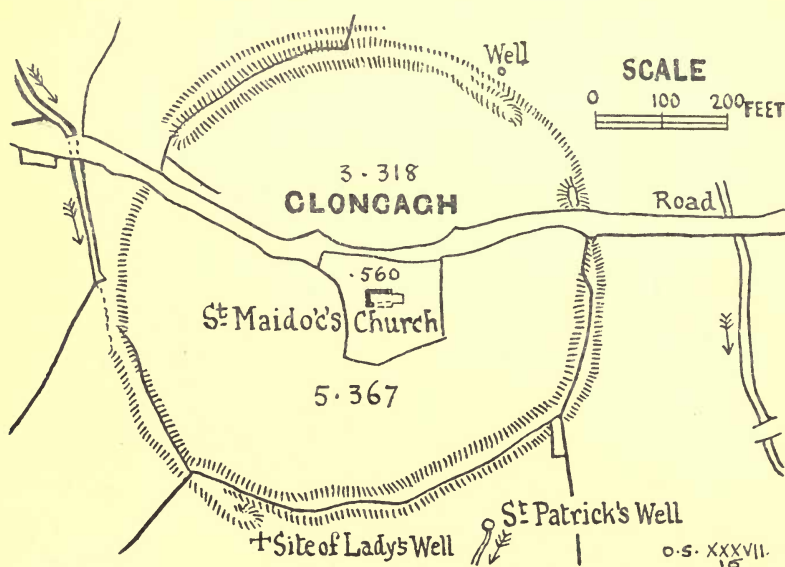 Well
SCALE
0 100 200 FEET
3·318
CLONCAGH
Road
·560
St Maidoc's Church
5·367
St Patrick's Well
+Site of Lady's Well
O.S. XXXVII.